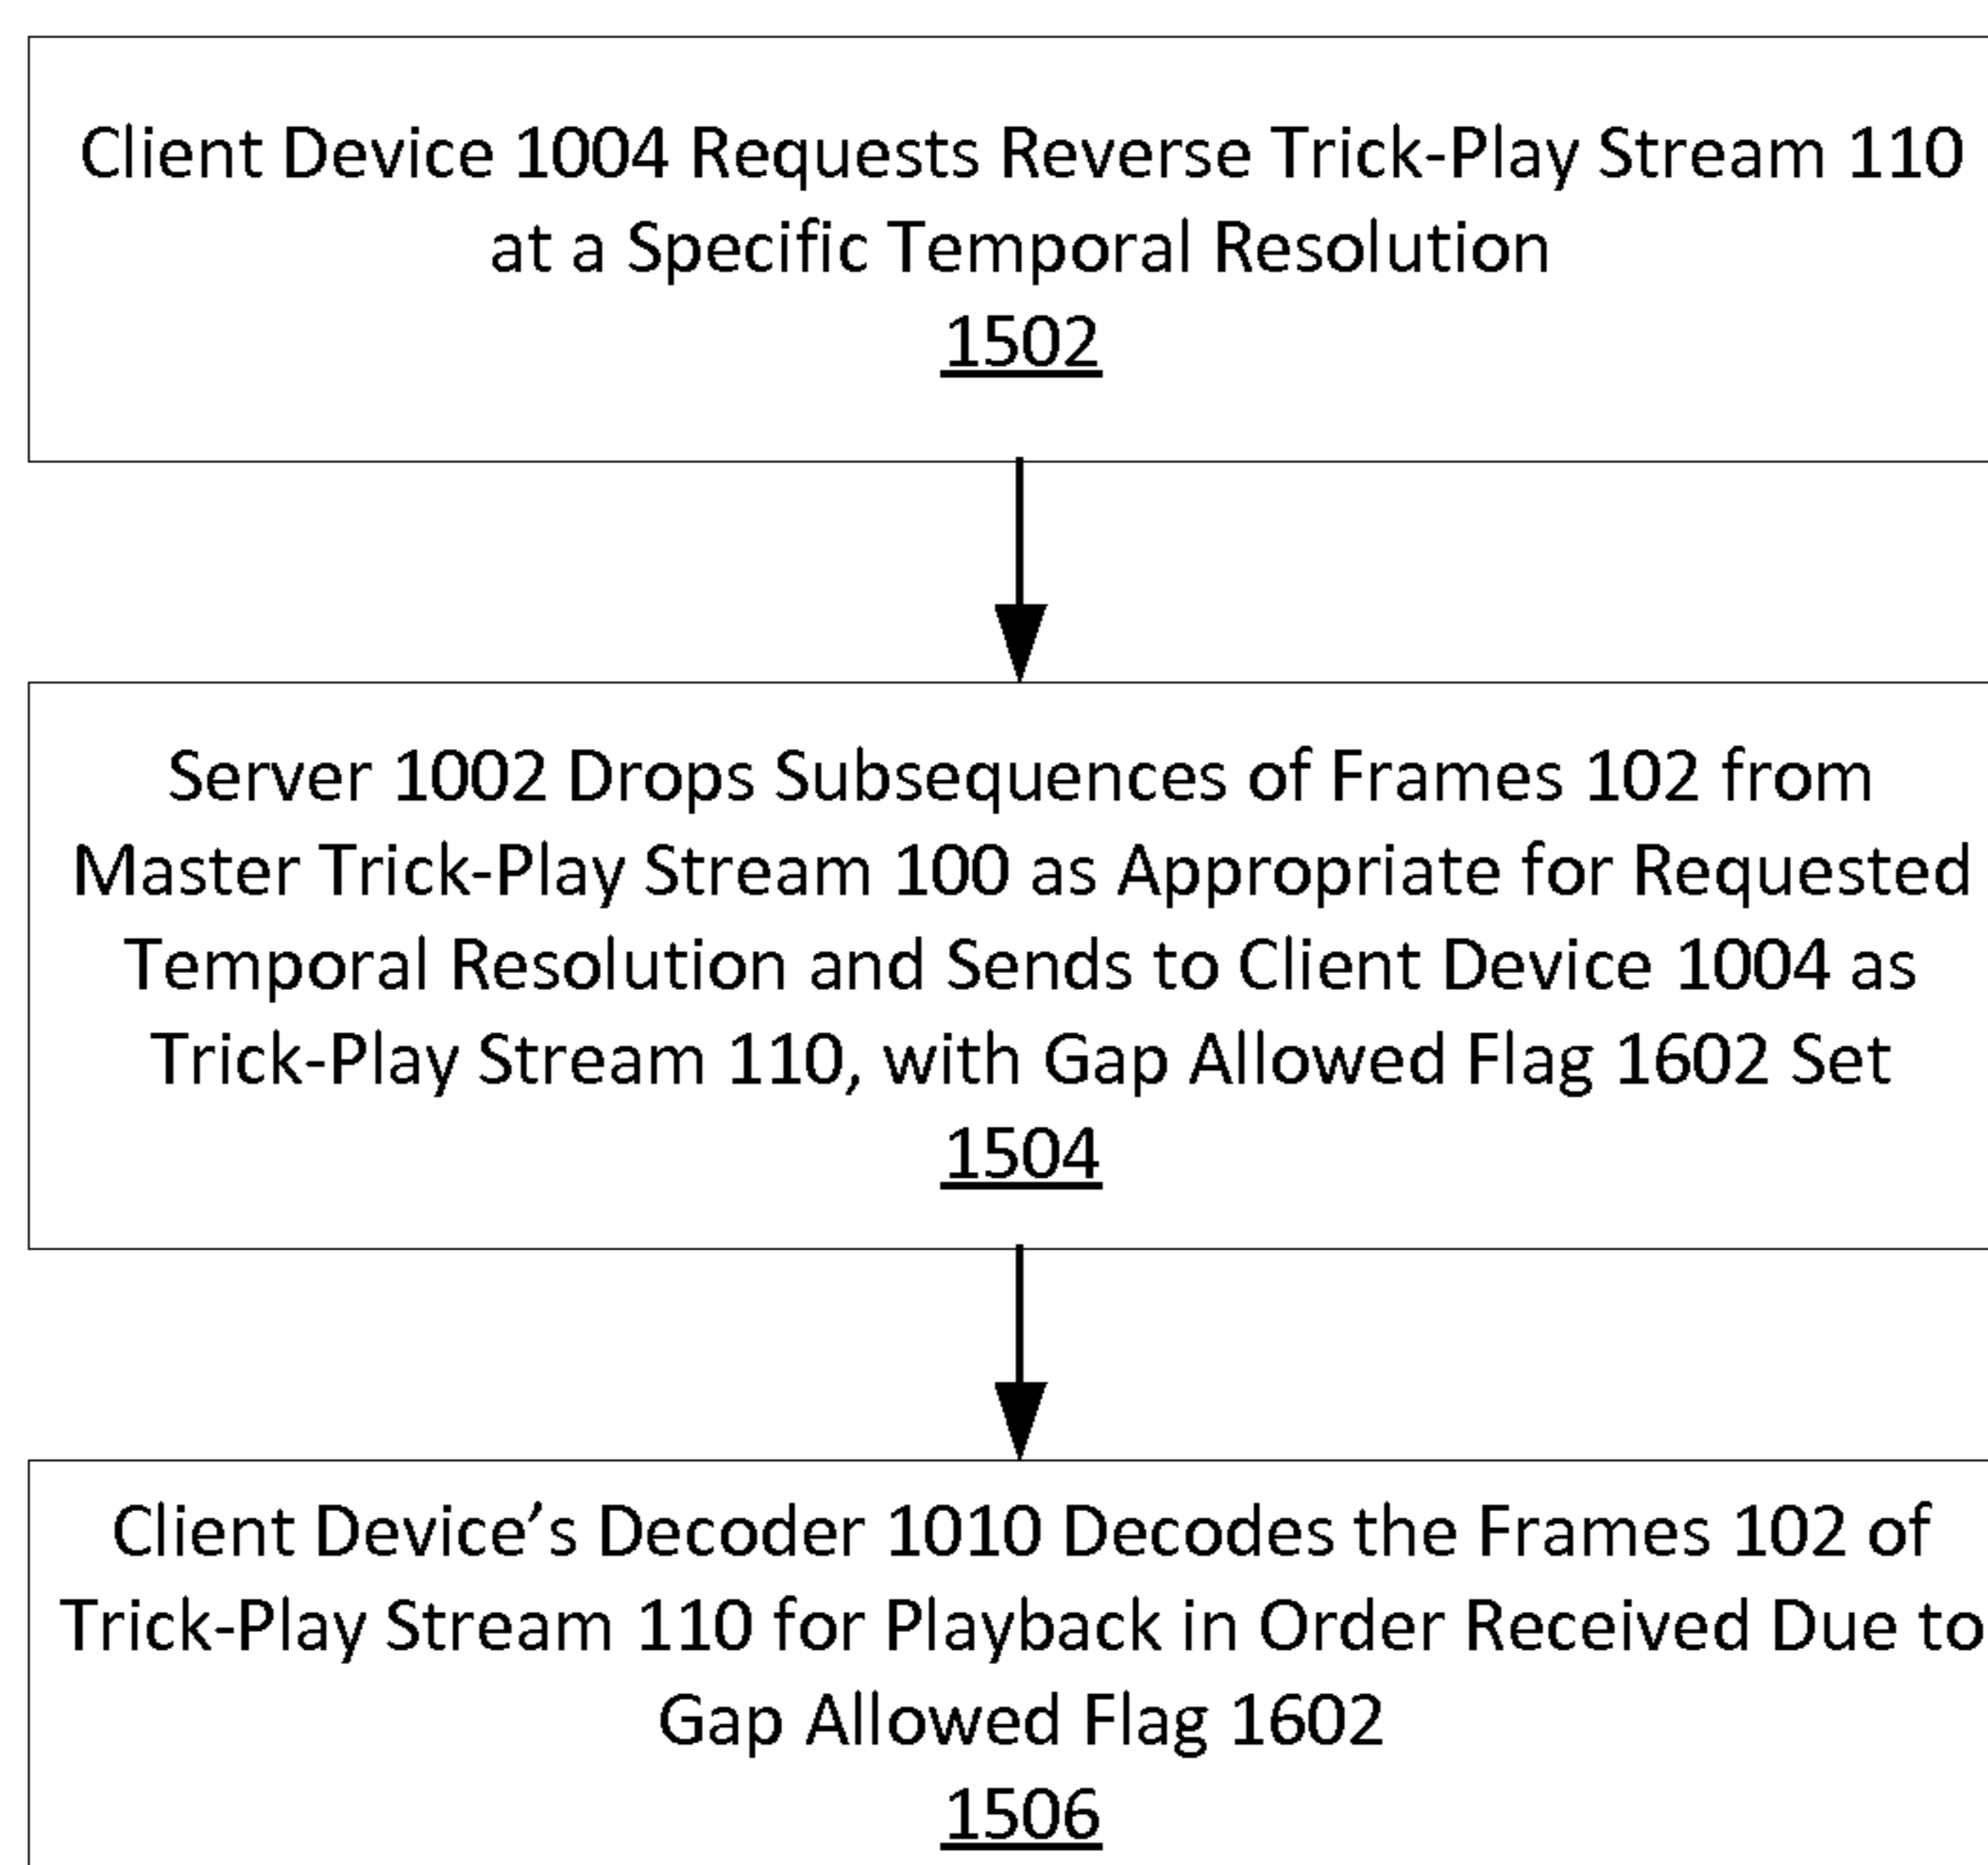 Client Device 1004 Requests Reverse Trick-Play Stream 110
at a Specific Temporal Resolution
1502
Server 1002 Drops Subsequences of Frames 102 from
Master Trick-Play Stream 100 as Appropriate for Requested
Temporal Resolution and Sends to Client Device 1004 as
Trick-Play Stream 110, with Gap Allowed Flag 1602 Set
1504
Client Device’s Decoder 1010 Decodes the Frames 102 of
Trick-Play Stream 110 for Playback in Order Received Due to
Gap Allowed Flag 1602
1506